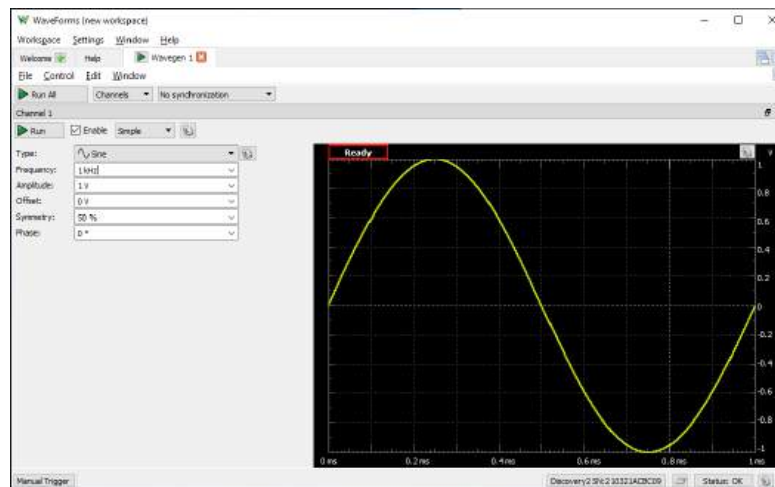 WaveForms (new workspace)
Workspace Settings Window Help
Welcome Help Wavegen 1
File Control Edit Window
Run All Channels No synchronization
Channel 1
Run Enable Simple
Type: Sine
Frequency: 1 kHz
Amplitude: 1 V
Offset: 0 V
Symmetry: 50 %
Phase: 0 °
Ready V
1
0.8
0.6
0.4
0.2
0
-0.2
-0.4
-0.6
-0.8
-1
0 ms 0.2 ms 0.4 ms 0.6 ms 0.8 ms 1 ms
Manual Trigger Discovery2 SN:210321ACBC09 Status: OK